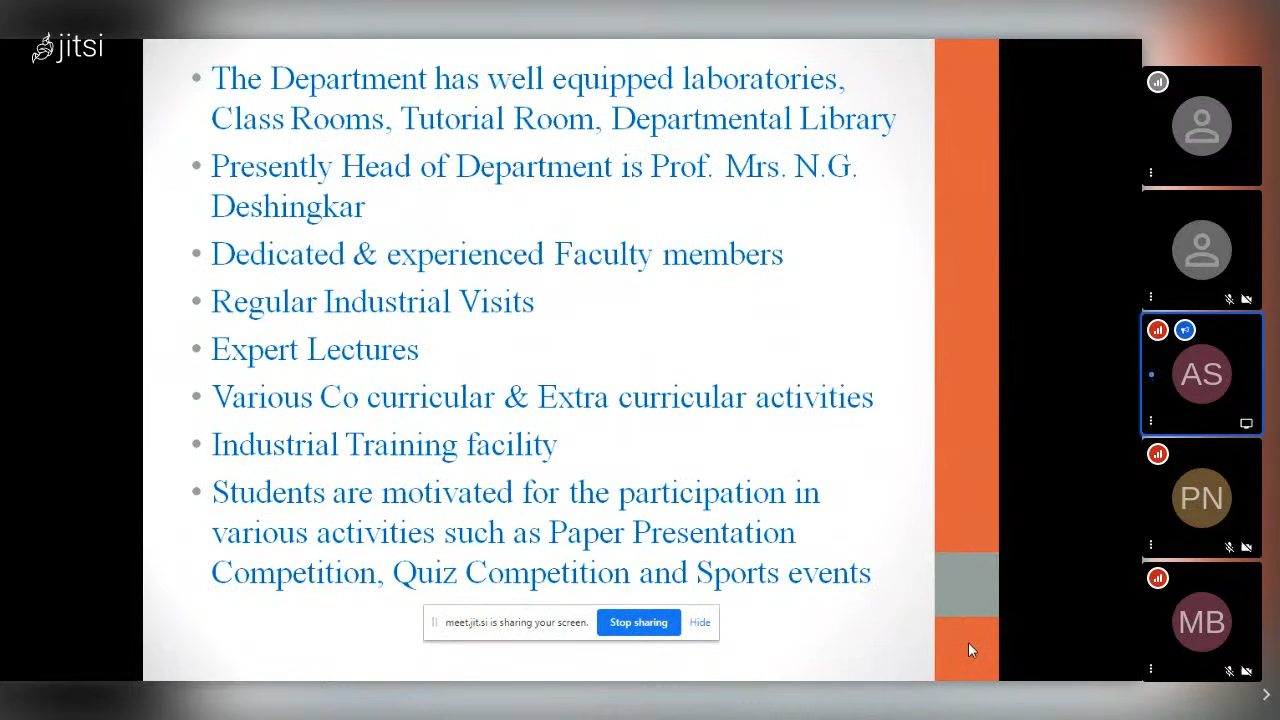 jitsi
• The Department has well equipped laboratories,
Class Rooms, Tutorial Room, Departmental Library
• Presently Head of Department is Prof. Mrs. N.G.
Deshingkar
• Dedicated & experienced Faculty members
• Regular Industrial Visits
• Expert Lectures
• Various Co curricular & Extra curricular activities
• Industrial Training facility
• Students are motivated for the participation in
various activities such as Paper Presentation
Competition, Quiz Competition and Sports events
meet.jit.si is sharing your screen. Stop sharing Hide
AS
PN
MB